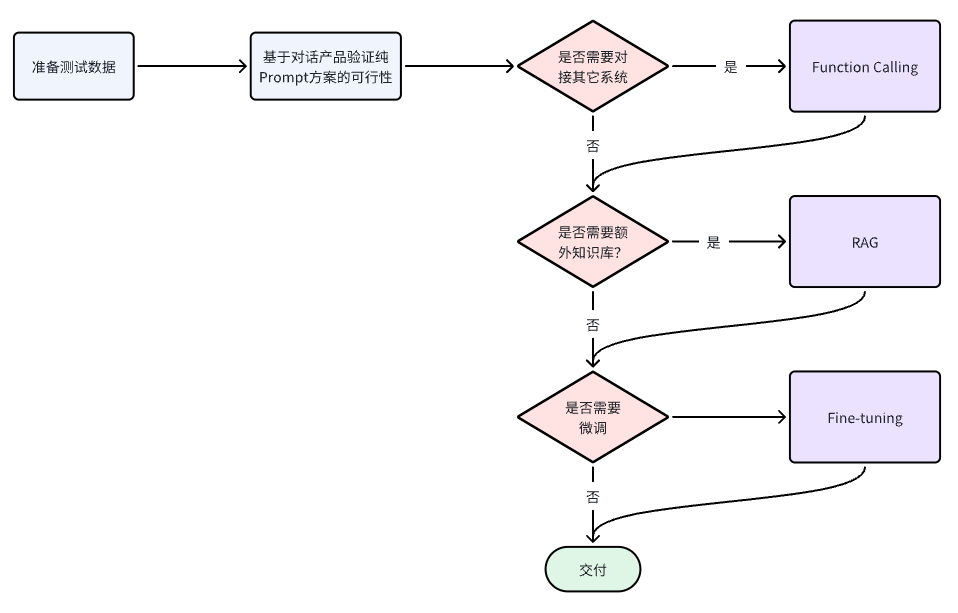 准备测试数据
基于对话产品验证纯
Prompt方案的可行性
是否需要对
接其它系统
是
Function Calling
否
是否需要额
外知识库？
是
RAG
否
是否需要
微调
Fine-tuning
否
交付